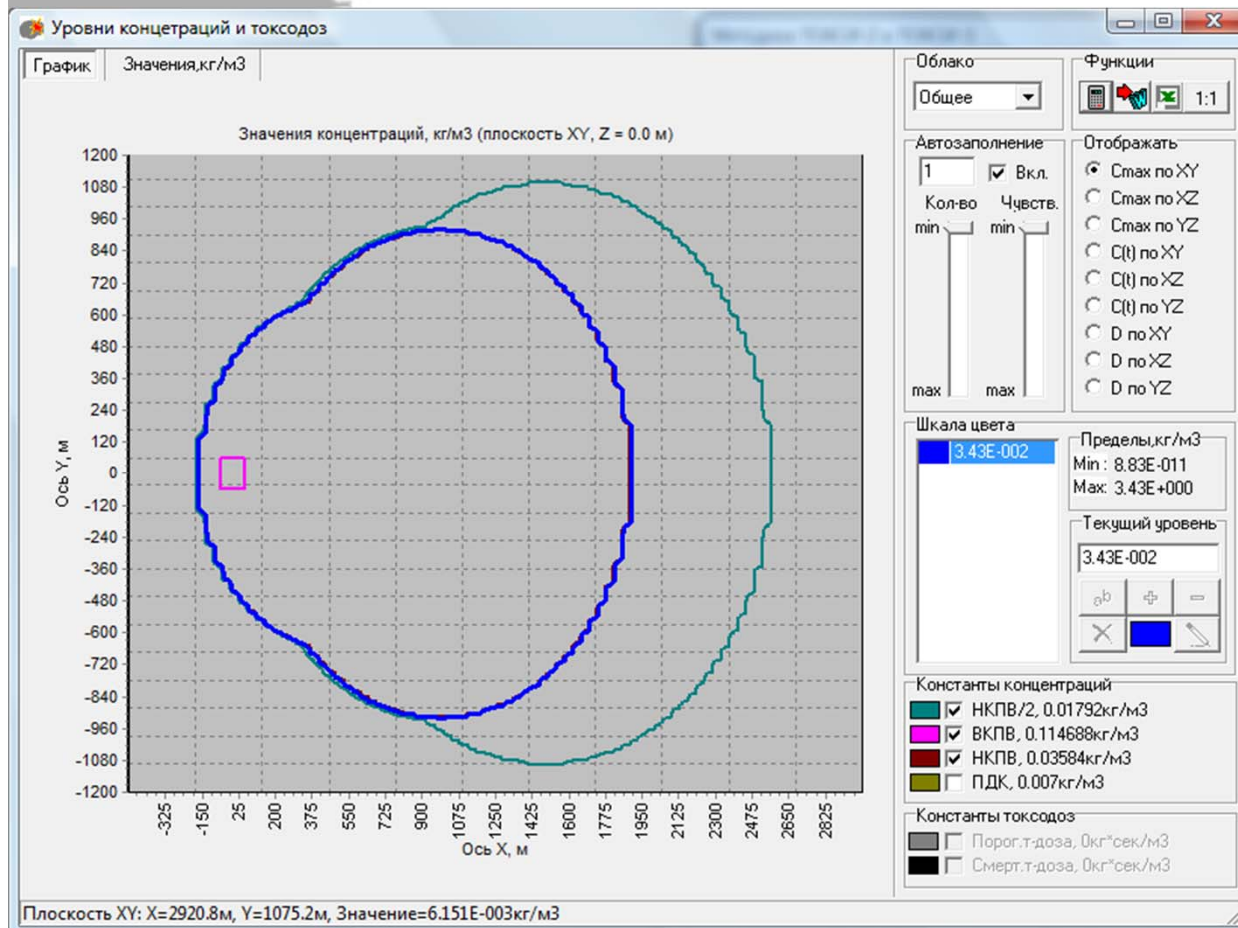 Уровни концетраций и токсодоз
График
Значения,кг/м3
Значения концентраций, кг/м3 (плоскость XY, Z = 0.0 м)
Ось Y, м
1200
1080
960
840
720
600
480
360
240
120
0
-120
-240
-360
-480
-600
-720
-840
-960
-1080
-1200
-325
-150
25
200
375
550
725
900
1075
1250
1425
1600
1775
1950
2125
2300
2475
2650
2825
Ось X, м
Облако
Общее
Функции
1:1
Автозаполнение
1
Вкл.
Кол-во
Чувств.
min
min
max
max
Отображать
Cmax по XY
Cmax по XZ
Cmax по YZ
C(t) по XY
C(t) по XZ
C(t) по YZ
D по XY
D по XZ
D по YZ
Шкала цвета
3.43E-002
Пределы,кг/м3
Min : 8.83E-011
Max: 3.43E+000
Текущий уровень
3.43E-002
ab
Константы концентраций
НКПВ/2, 0.01792кг/м3
ВКПВ, 0.114688кг/м3
НКПВ, 0.03584кг/м3
ПДК, 0.007кг/м3
Константы токсодоз
Порог.т-доза, 0кг*сек/м3
Смерт.т-доза, 0кг*сек/м3
Плоскость XY: X=2920.8м, Y=1075.2м, Значение=6.151E-003кг/м3